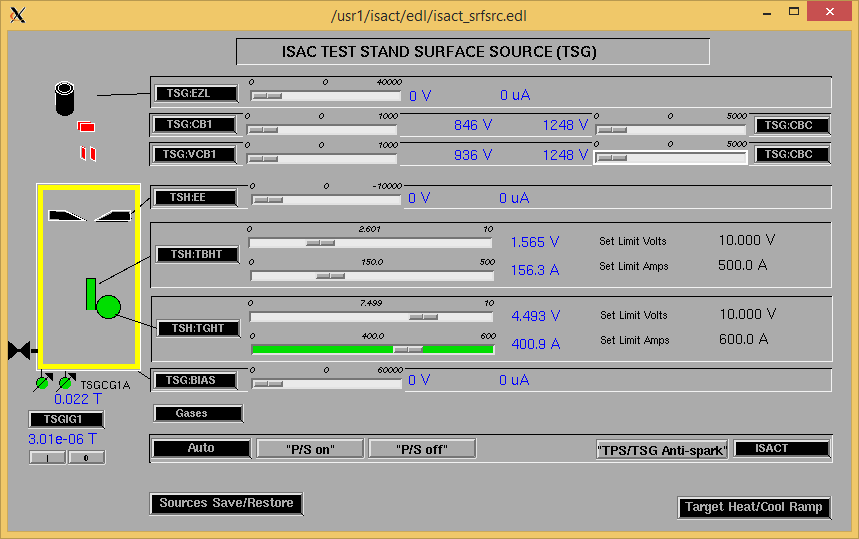 /usr1/isact/edl/isact_srfsrc.edl
ISAC TEST STAND SURFACE SOURCE (TSG)
TSG:EZL 0 0 40000 0 V 0 uA
TSG:CB1 0 0 1000 846 V 1248 V 0 0 5000 TSG:CBC
TSG:VCB1 0 0 1000 936 V 1248 V 0 0 5000 TSG:CBC
TSH:EE 0 0 -10000 0 V 0 uA
TSH:TBHT
0 2.601 10 1.565 V Set Limit Volts 10.000 V
0 150.0 500 156.3 A Set Limit Amps 500.0 A
TSH:TGHT
0 7.499 10 4.493 V Set Limit Volts 10.000 V
0 400.0 600 400.9 A Set Limit Amps 600.0 A
TSG:BIAS 0 60000 0 V 0 uA
TSGCG1A
0.022 T
TSGIG1
3.01e-06 T
I 0
Gases
Auto "P/S on" "P/S off" "TPS/TSG Anti-spark" ISACT
Sources Save/Restore
Target Heat/Cool Ramp